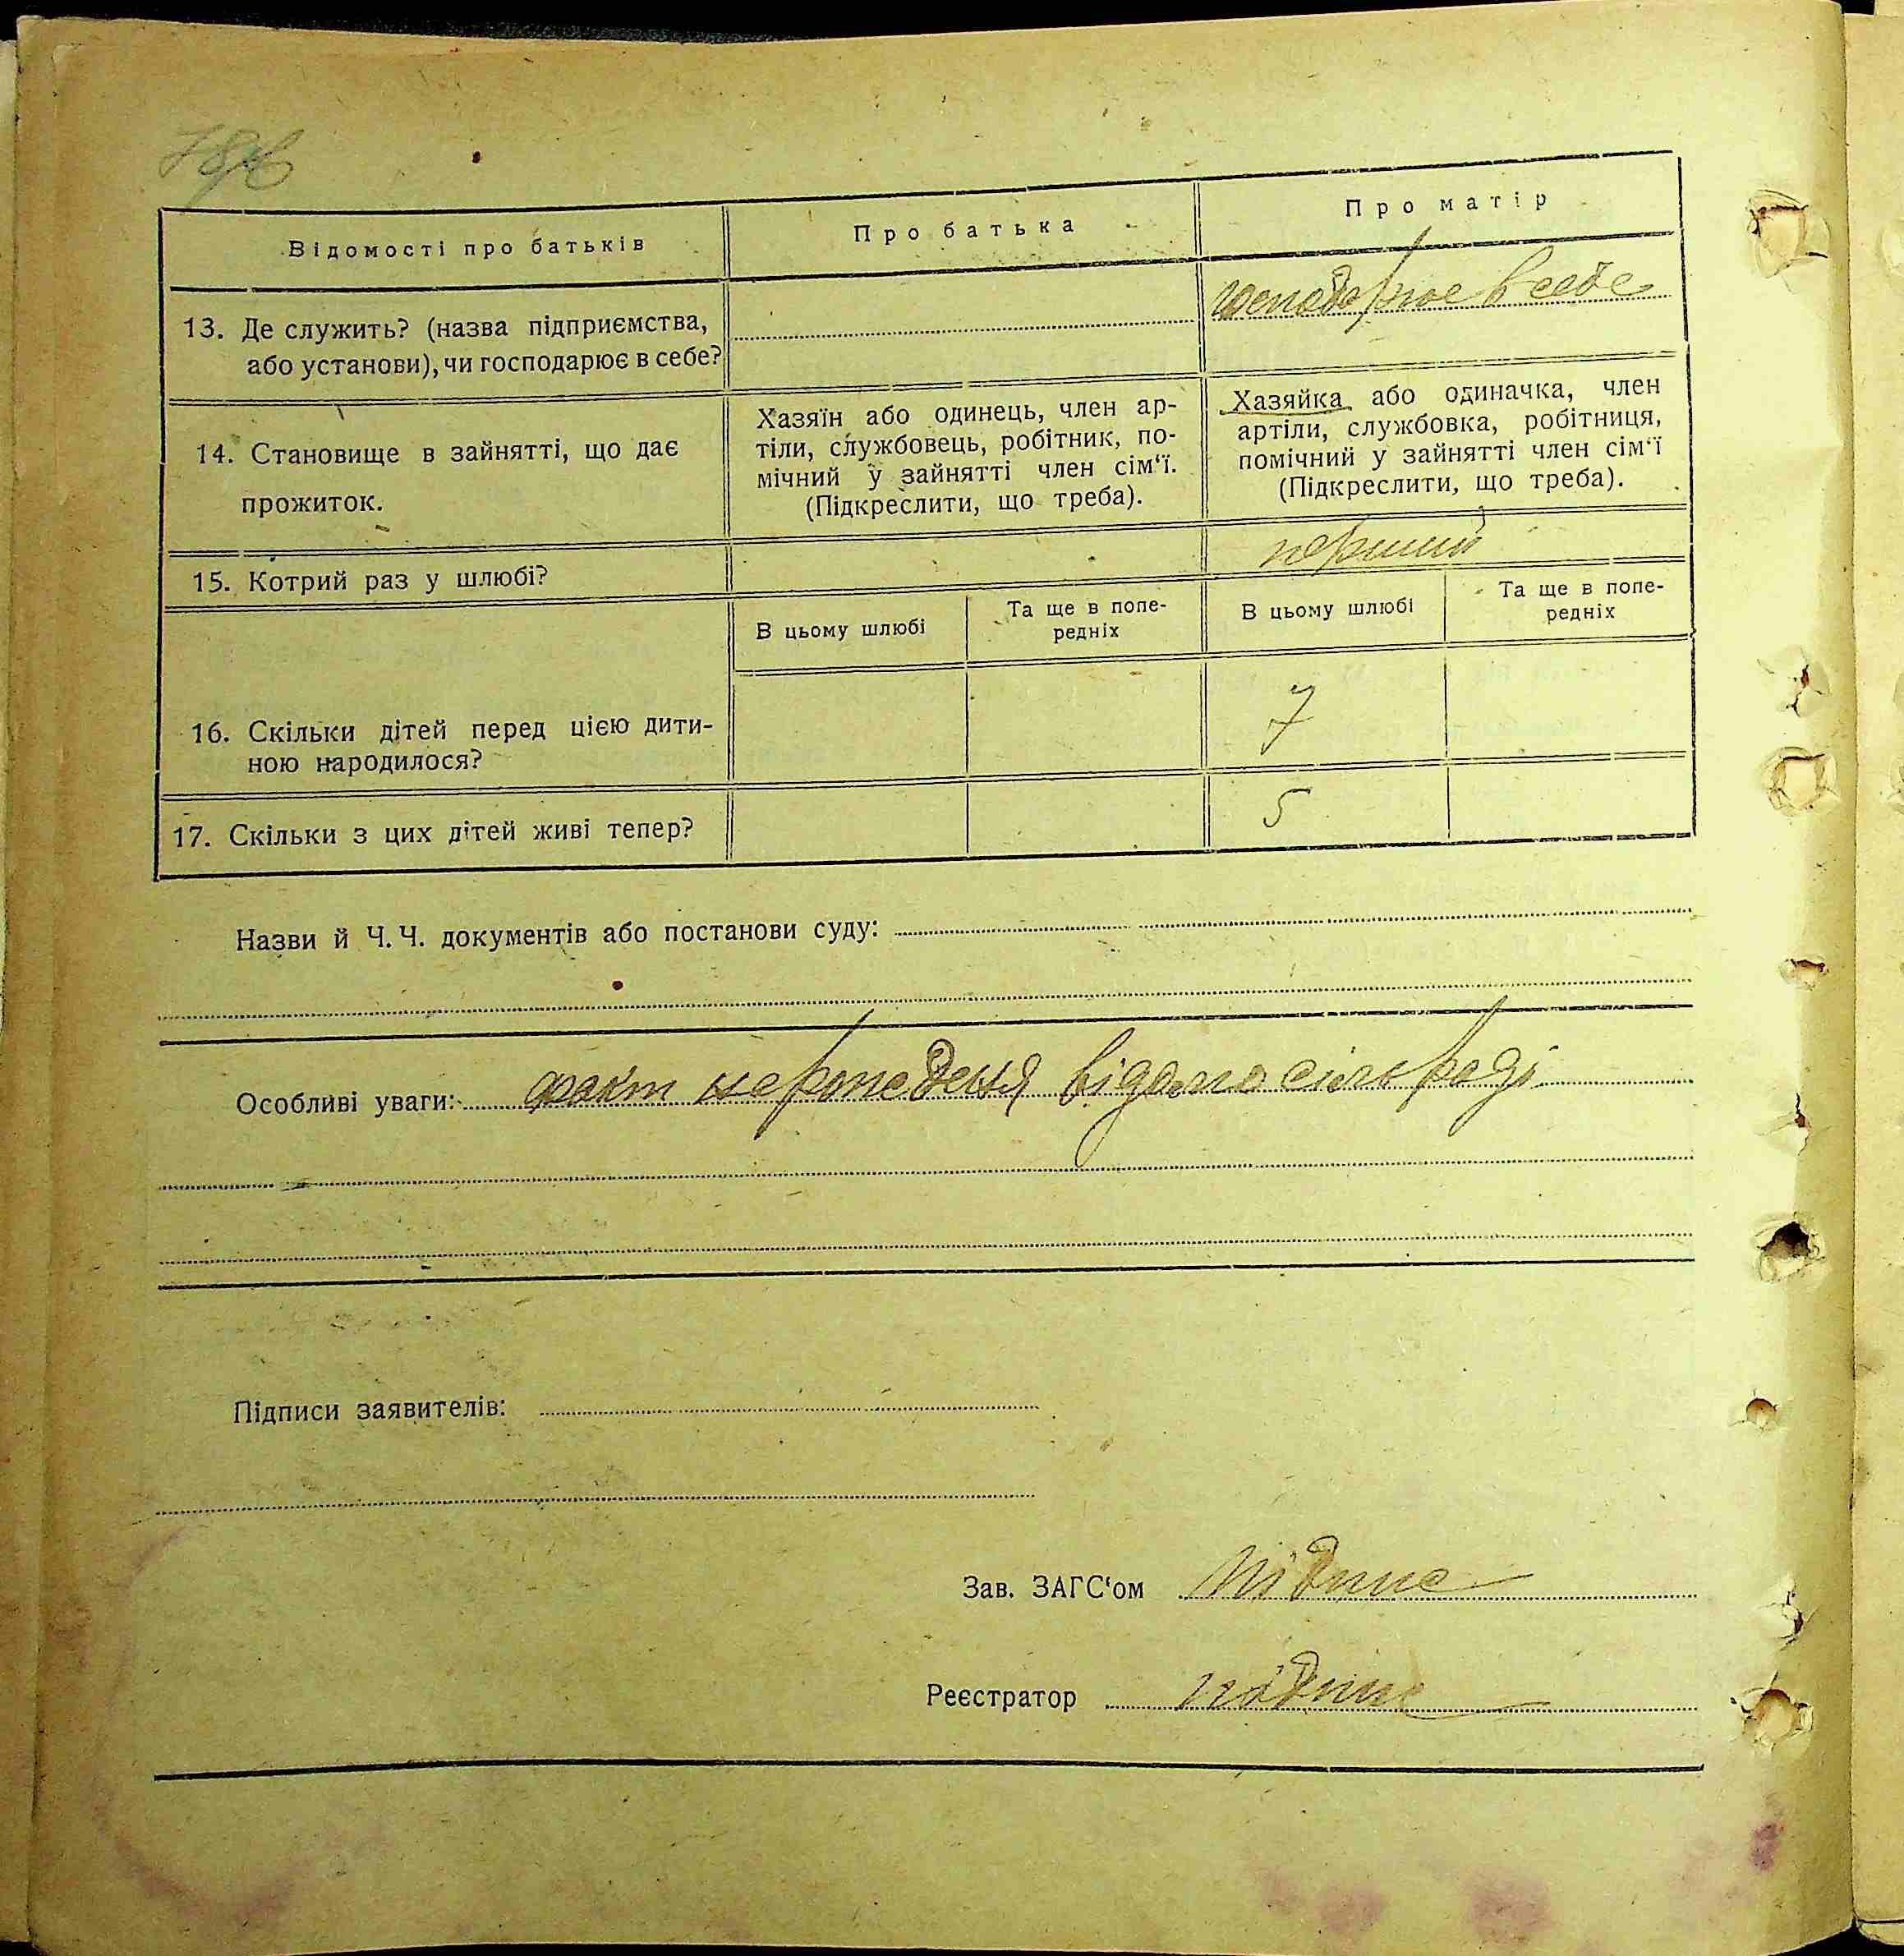 Відомості про батьків
Про батька
Про матір
13. Де служить? (назва підприємства,
або установи), чи господарює в себе?
господарює в себе
14. Становище в зайнятті, що дає
прожиток.
Хазяїн або одинець, член ар-
тіли, службовець, робітник, по-
мічний у зайнятті член сім'ї.
(Підкреслити, що треба).
Хазяйка або одиначка, член
артіли, службовка, робітниця,
помічний у зайнятті член сім'ї
(Підкреслити, що треба).
15. Котрий раз у шлюбі?
перший
В цьому шлюбі
Та ще в попе-
редніх
В цьому шлюбі
Та ще в попе-
редніх
16. Скільки дітей перед цією дити-
ною народилося?
7
17. Скільки з цих дітей живі тепер?
5
Назви й Ч. Ч. документів або постанови суду:
Особливі уваги: факт відомо сільраді
Підписи заявителів:
Зав. ЗАГС'ом Підпис
Реєстратор підпис